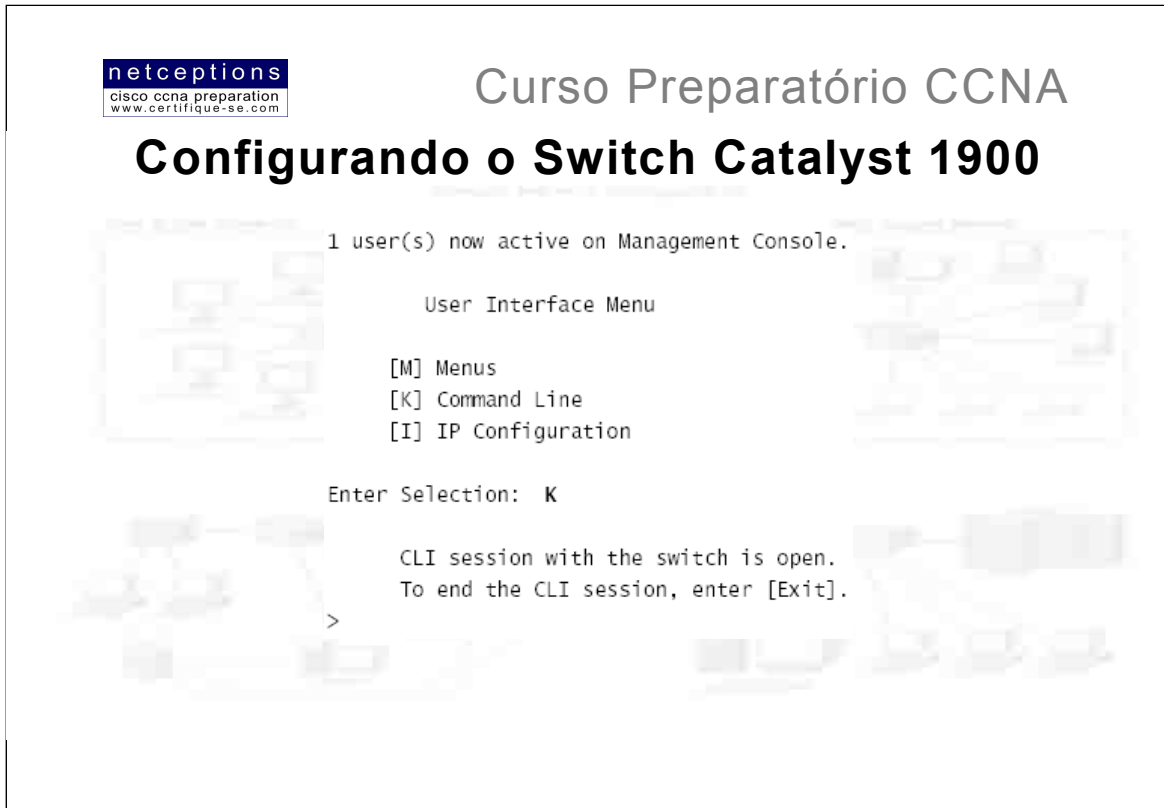 netceptions
cisco ccna preparation
www.certifique-se.com
Curso Preparatório CCNA
Configurando o Switch Catalyst 1900
1 user(s) now active on Management Console.
User Interface Menu
[M] Menus
[K] Command Line
[I] IP Configuration
Enter Selection: K
CLI session with the switch is open.
To end the CLI session, enter [Exit].
>